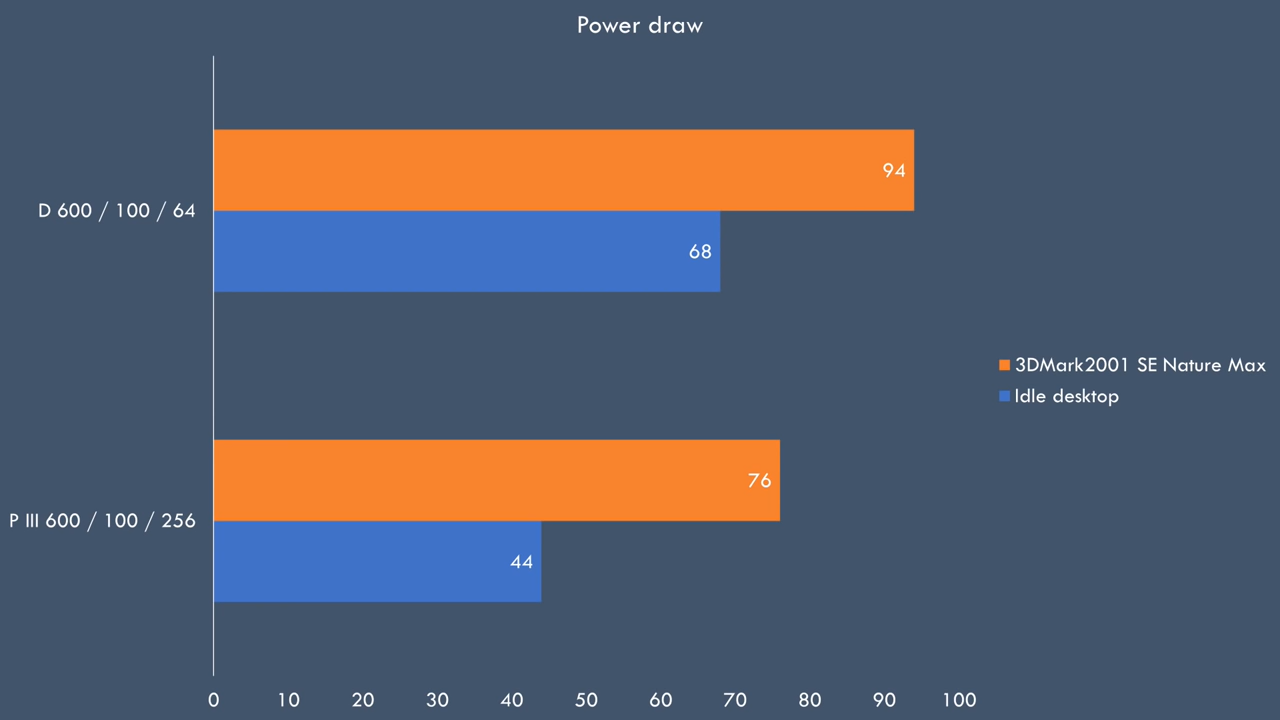 Power draw
94
D 600 / 100 / 64
68
3DMark2001 SE Nature Max
Idle desktop
76
P III 600 / 100 / 256
44
0 10 20 30 40 50 60 70 80 90 100